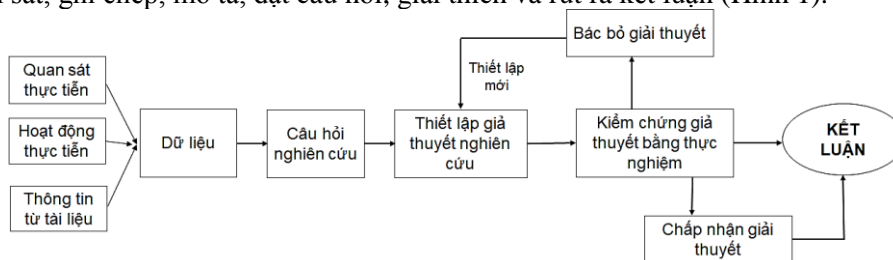 sát, ghi chép, mô tả, đặt câu hỏi, giải thích và rút ra kết luận (Hình 1).
Quan sát
thực tiễn
Hoạt động
thực tiễn
Thông tin
từ tài liệu
Dữ liệu
Câu hỏi
nghiên cứu
Thiết lập giả
thuyết nghiên
cứu
Thiết lập
mới
Bác bỏ giải thuyết
Kiểm chứng giả
thuyết bằng thực
nghiệm
Chấp nhận giải
thuyết
KẾT
LUẬN